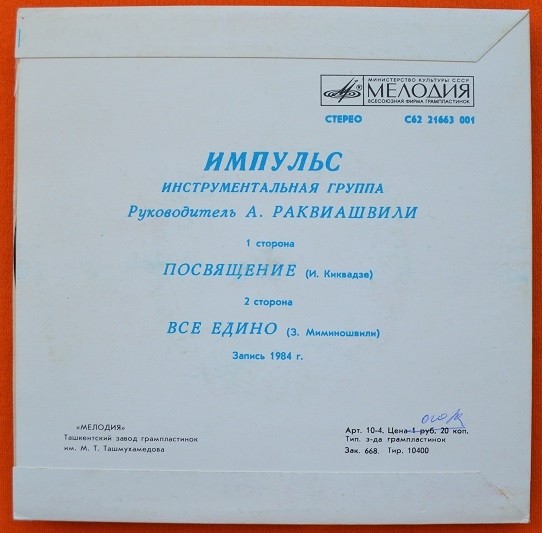 МИНИСТЕРСТВО КУЛЬТУРЫ СССР
МЕЛОДИЯ
ВСЕСОЮЗНАЯ ФИРМА ГРАМПЛАСТИНОК
СТЕРЕО С62 21663 001
ИМПУЛЬС
ИНСТРУМЕНТАЛЬНАЯ ГРУППА
Руководитель А. РАКВИАШВИЛИ
1 сторона
ПОСВЯЩЕНИЕ (И. Киквадзе)
2 сторона
ВСЕ ЕДИНО (З. Миминошвили)
Запись 1984 г.
«МЕЛОДИЯ»
Ташкентский завод грампластинок
им. М. Т. Ташмухамедова
Арт. 10-4. Цена 1 руб. 20 коп.
Тип. з-да грампластинок
Зак. 668. Тир. 10400